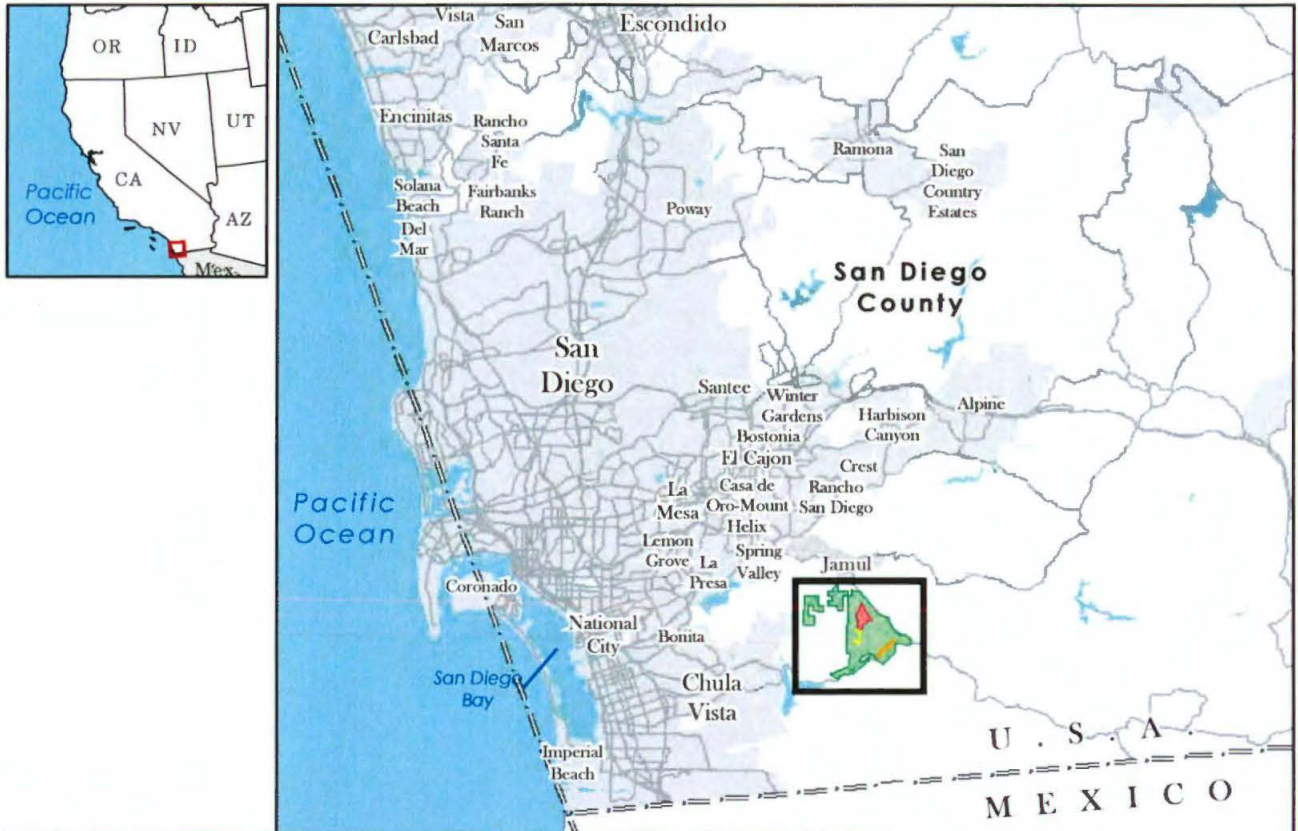 OR
ID
NV
UT
CA
AZ
Pacific
Ocean
Mex.
Vista
San
Marcos
Carlsbad
Escondido
Encinitas
Rancho
Santa
Fe
Solana
Beach
Fairbanks
Ranch
Del
Mar
Poway
Ramona
San
Diego
Country
Estates
San Diego
County
San
Diego
Santee
Winter
Gardens
Harbison
Canyon
Alpine
Bostonia
El Cajon
Crest
Casa de
Oro-Mount
Helix
Rancho
San Diego
La
Mesa
Lemon
Grove
La
Presa
Spring
Valley
Jamul
Pacific
Ocean
Coronado
National
City
Bonita
San Diego
Bay
Chula
Vista
Imperial
Beach
U . S . A .
M E X I C O